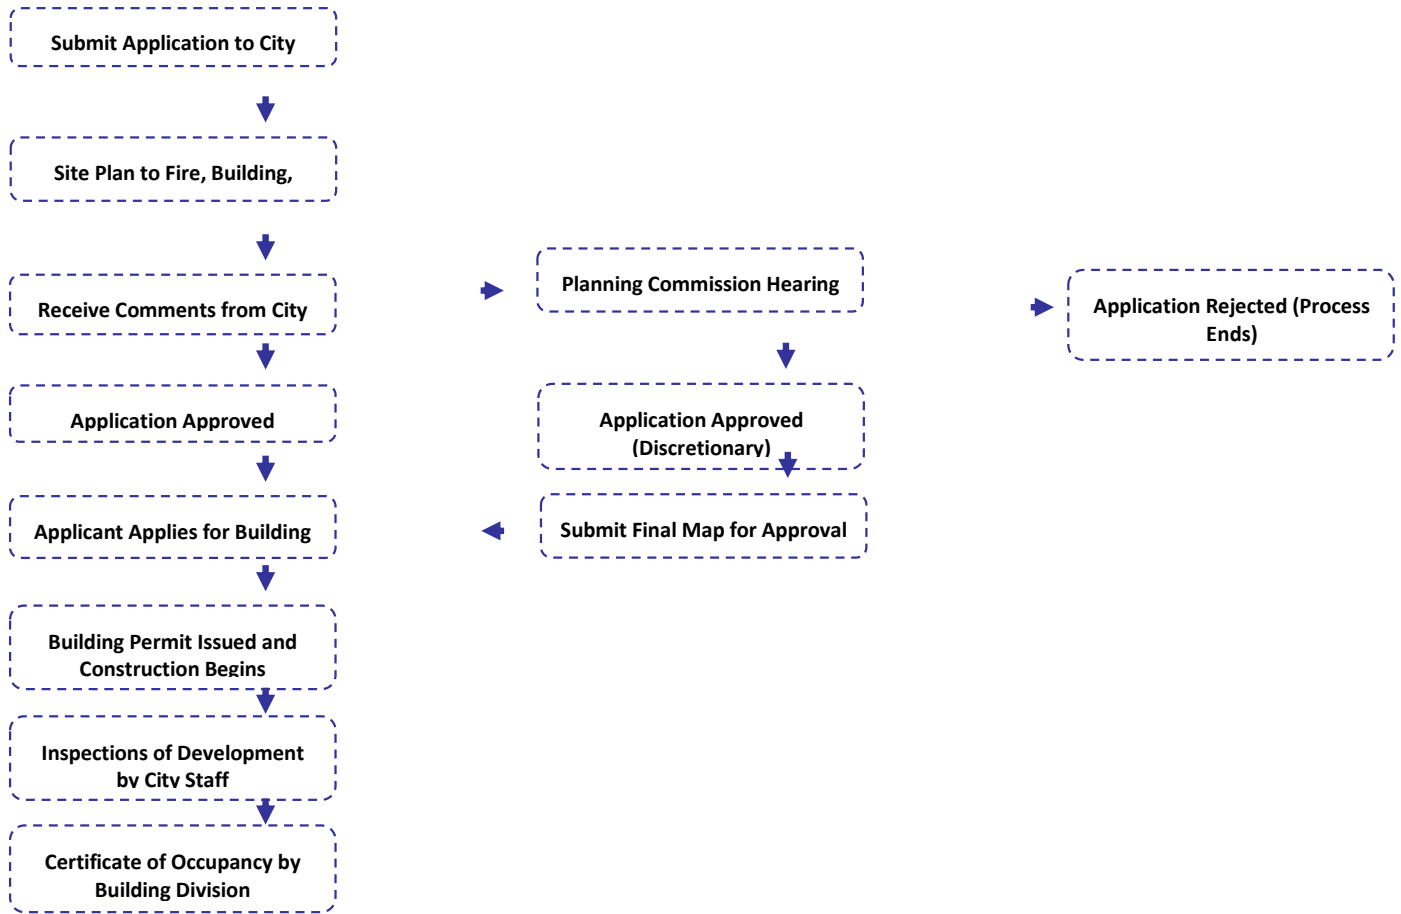 Submit Application to City
Site Plan to Fire, Building,
Receive Comments from City
Application Approved
Applicant Applies for Building
Building Permit Issued and
Construction Begins
Inspections of Development
by City Staff
Certificate of Occupancy by
Building Division
Planning Commission Hearing
Application Approved
(Discretionary)
Submit Final Map for Approval
Application Rejected (Process
Ends)